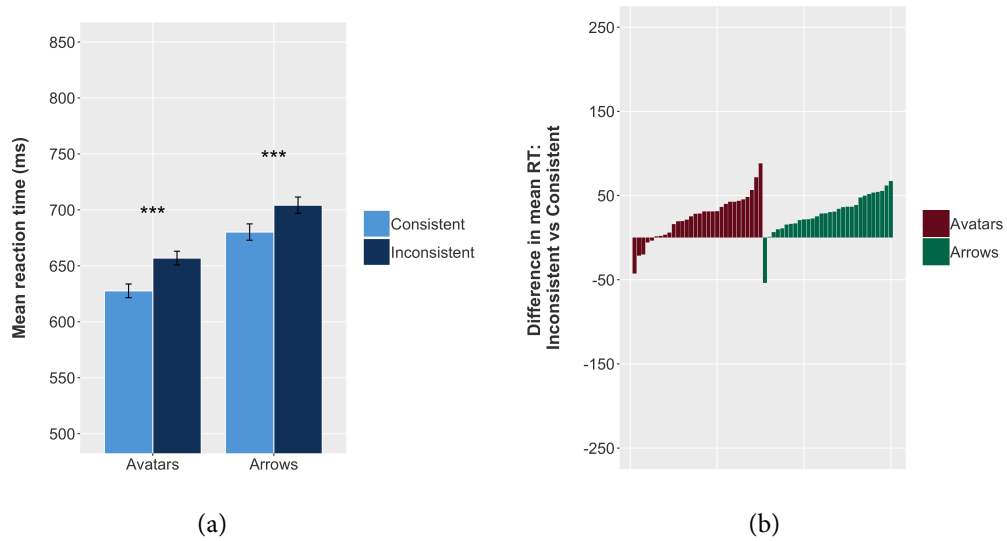 850
800
750
700
650
600
550
500
Mean reaction time (ms)
***
***
Avatars
Arrows
Consistent
Inconsistent
(a)
250
150
50
-50
-150
-250
Difference in mean RT:
Inconsistent vs Consistent
Avatars
Arrows
(b)